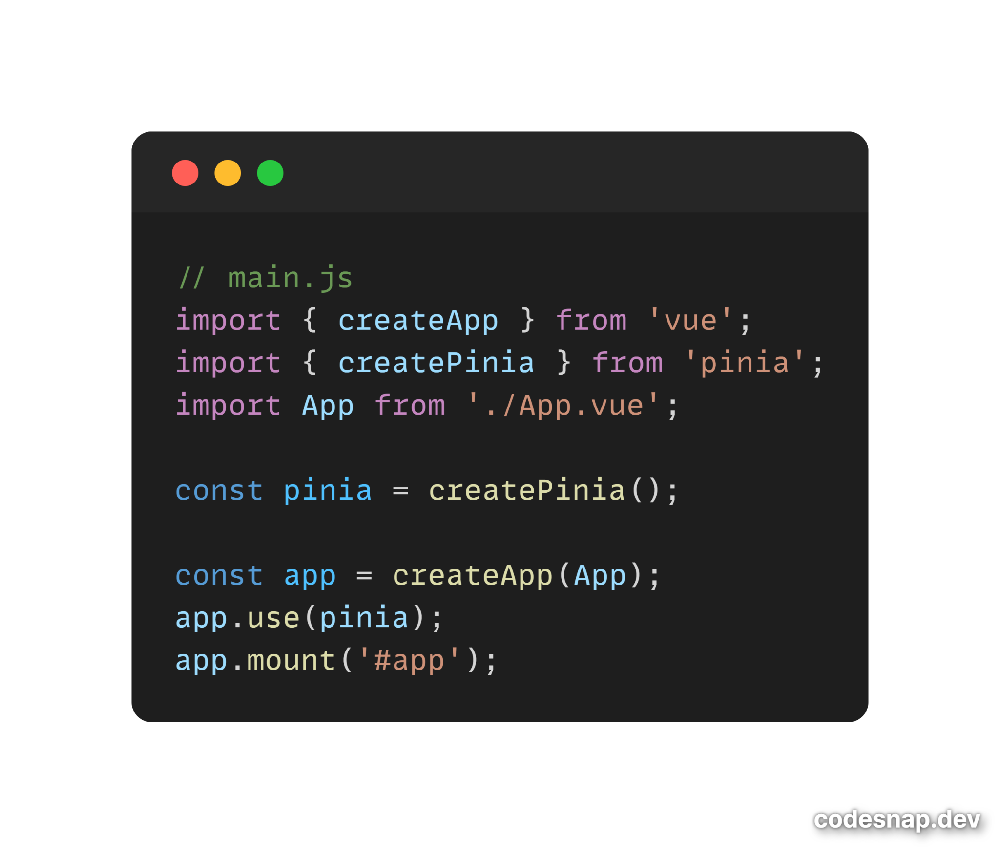 // main.js
import { createApp } from 'vue';
import { createPinia } from 'pinia';
import App from './App.vue';
const pinia = createPinia();
const app = createApp(App);
app.use(pinia);
app.mount('#app');
codesnap.dev